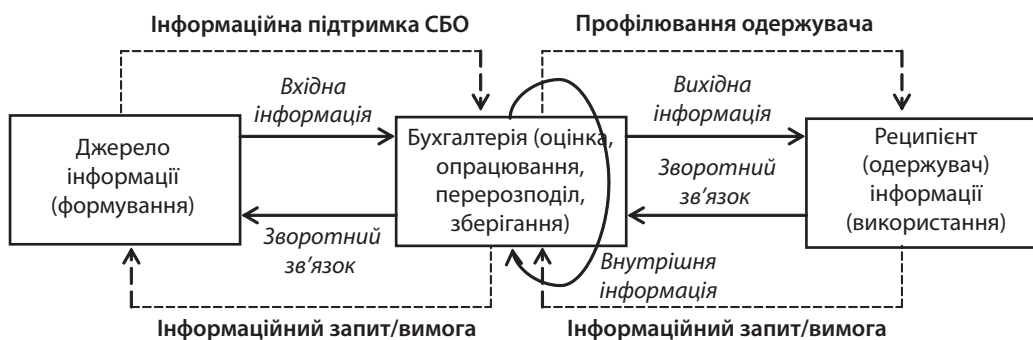 Інформаційна підтримка СБО
Профілювання одержувача
Вхідна
інформація
Вихідна
інформація
Джерело
інформації
(формування)
Бухгалтерія (оцінка,
опрацювання,
перерозподіл,
зберігання)
Реципієнт
(одержувач)
інформації
(використання)
Зворотний
зв’язок
Зворотний
зв’язок
Внутрішня
інформація
Інформаційний запит/вимога
Інформаційний запит/вимога